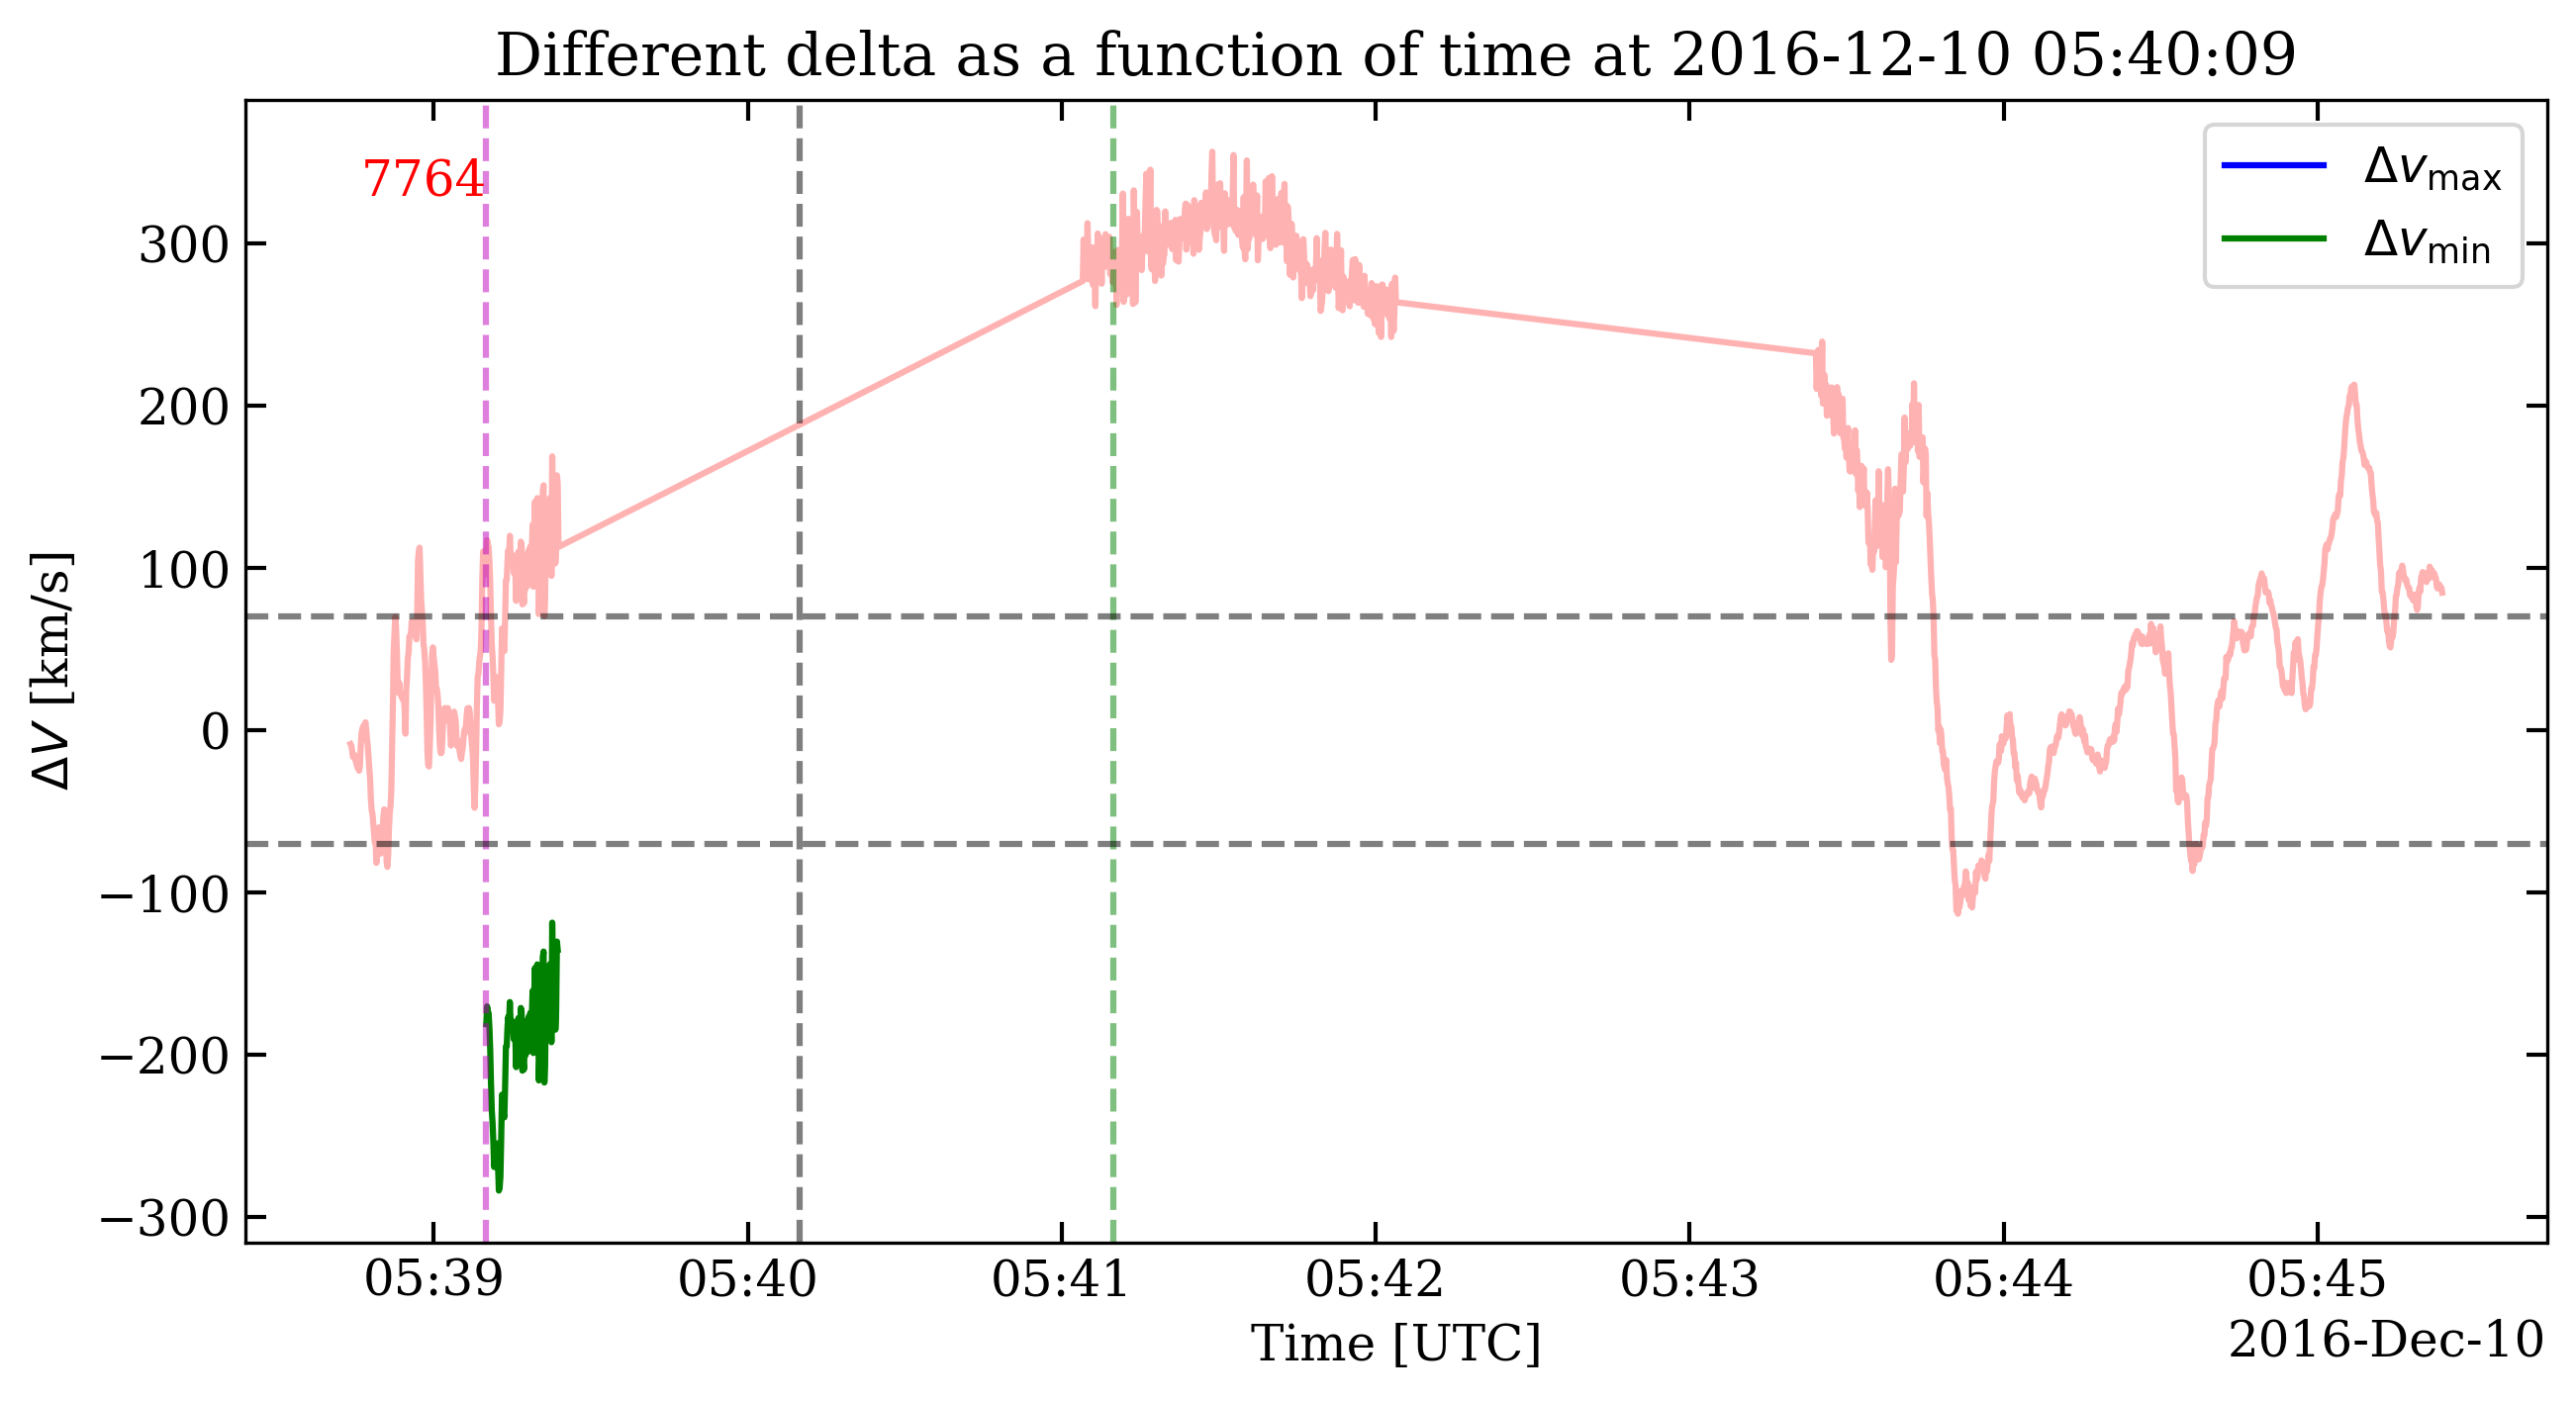 Different delta as a function of time at 2016-12-10 05:40:09
7764
Δv_max
Δv_min
300
200
100
0
−100
−200
−300
ΔV [km/s]
05:39 05:40 05:41 05:42 05:43 05:44 05:45
Time [UTC]
2016-Dec-10